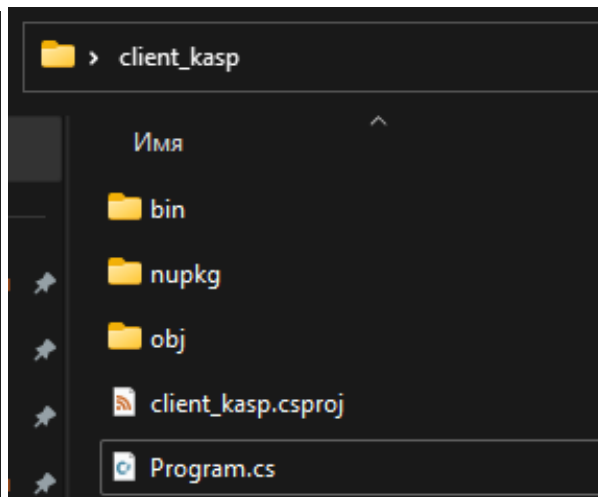 client_kasp
Имя
bin
nupkg
obj
client_kasp.csproj
Program.cs